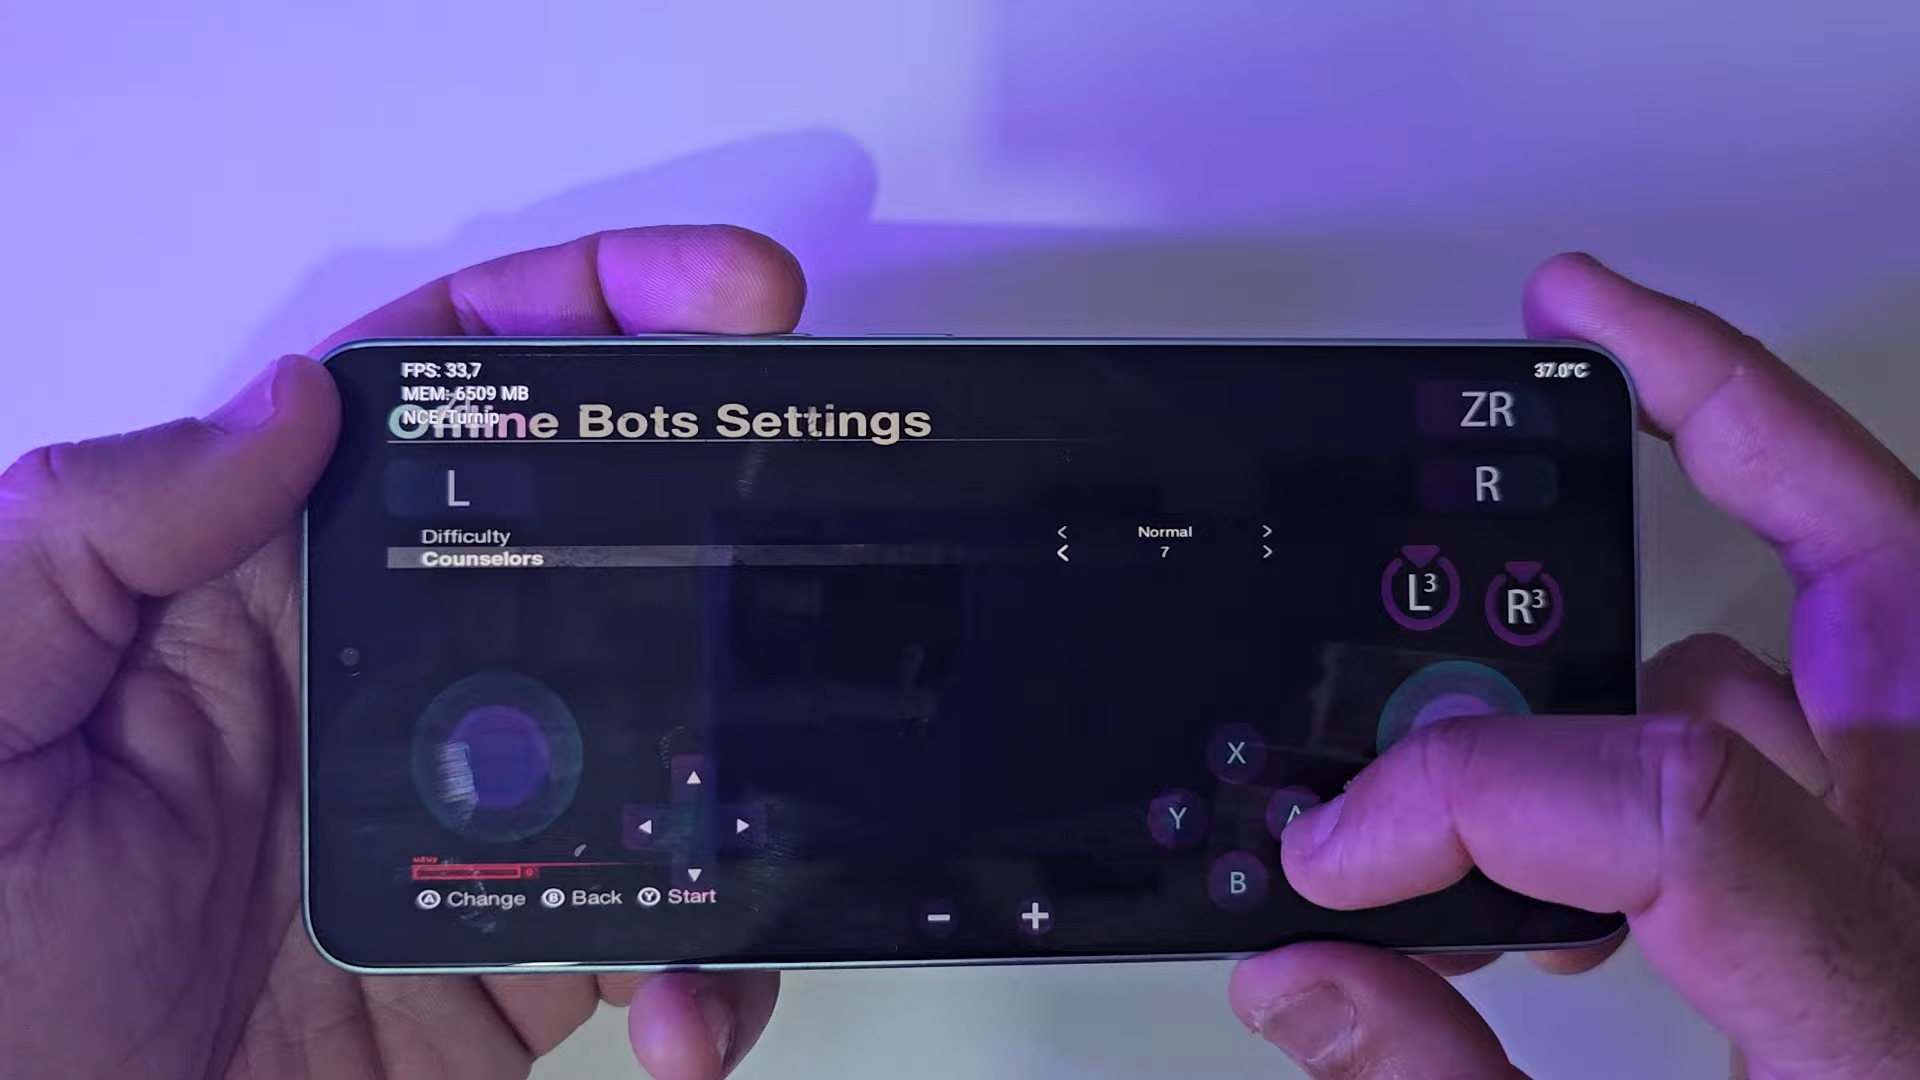 FPS: 33,7
37.0°C
MEM: 6509 MB
NCE/Turnip
Offline Bots Settings
ZR
L
R
Difficulty
< Normal >
Counselors
< 7 >
L3
R3
X
Y
A
B
uzuy
A Change B Back Y Start
- +